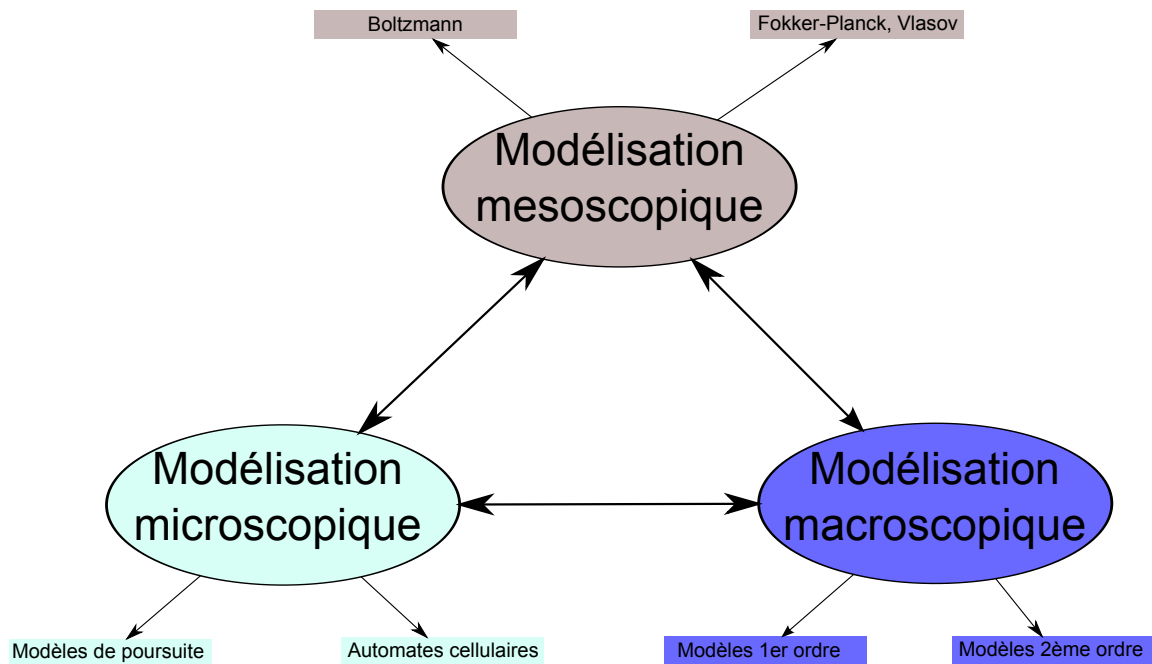 Boltzmann
Fokker-Planck, Vlasov
Modélisation
mesoscopique
Modélisation
microscopique
Modélisation
macroscopique
Modèles de poursuite
Automates cellulaires
Modèles 1er ordre
Modèles 2ème ordre